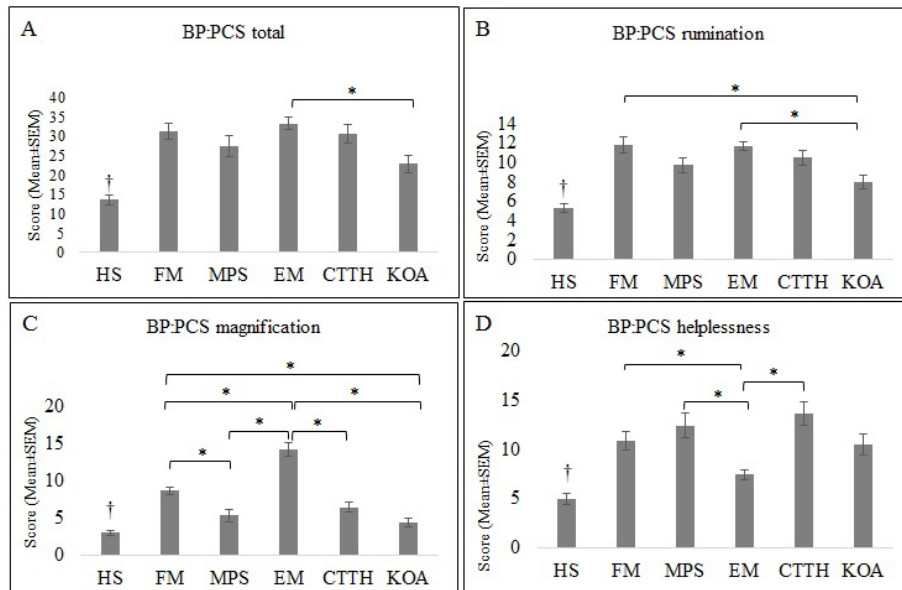 A
BP:PCS total
Score (Mean±SEM)
40
35
30
25
20
15
10
5
0
†
*
HS FM MPS EM CTTH KOA
B
BP:PCS rumination
Score (Mean±SEM)
14
12
10
8
6
4
2
0
†
*
*
HS FM MPS EM CTTH KOA
C
BP:PCS magnification
Score (Mean±SEM)
20
15
10
5
0
†
*
*
*
*
*
*
HS FM MPS EM CTTH KOA
D
BP:PCS helplessness
Score (Mean±SEM)
20
15
10
5
0
†
*
*
*
HS FM MPS EM CTTH KOA